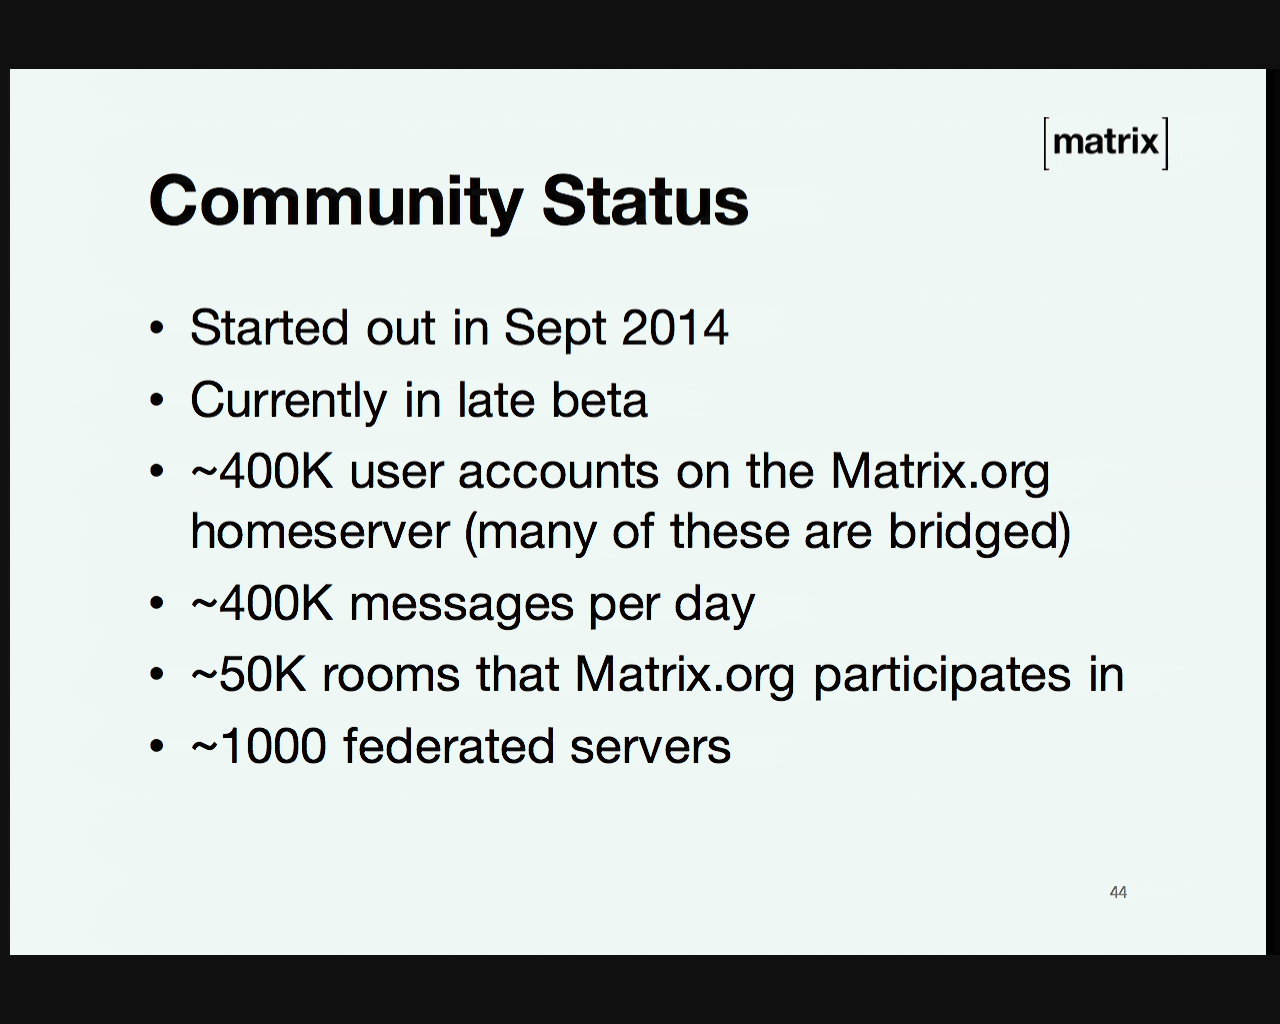 [matrix]
Community Status
• Started out in Sept 2014
• Currently in late beta
• ~400K user accounts on the Matrix.org
homeserver (many of these are bridged)
• ~400K messages per day
• ~50K rooms that Matrix.org participates in
• ~1000 federated servers
44